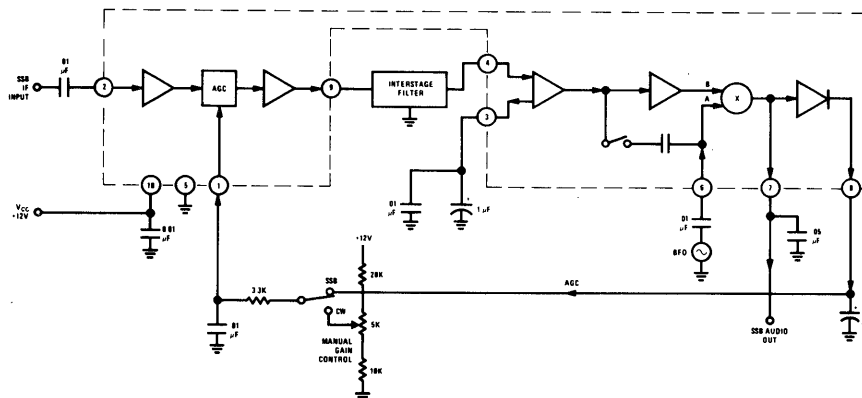 SSB
IF
INPUT
01
μF
2
AGC
9
INTERSTAGE
FILTER
4
3
B
A
X
10
5
1
6
7
8
VCC
+12V
0 01
μF
01
μF
1 μF
01
μF
BFO
05
μF
+12V
20K
SSB
3.3K
CW
5K
MANUAL
GAIN
CONTROL
10K
01
μF
AGC
SSB AUDIO
OUT